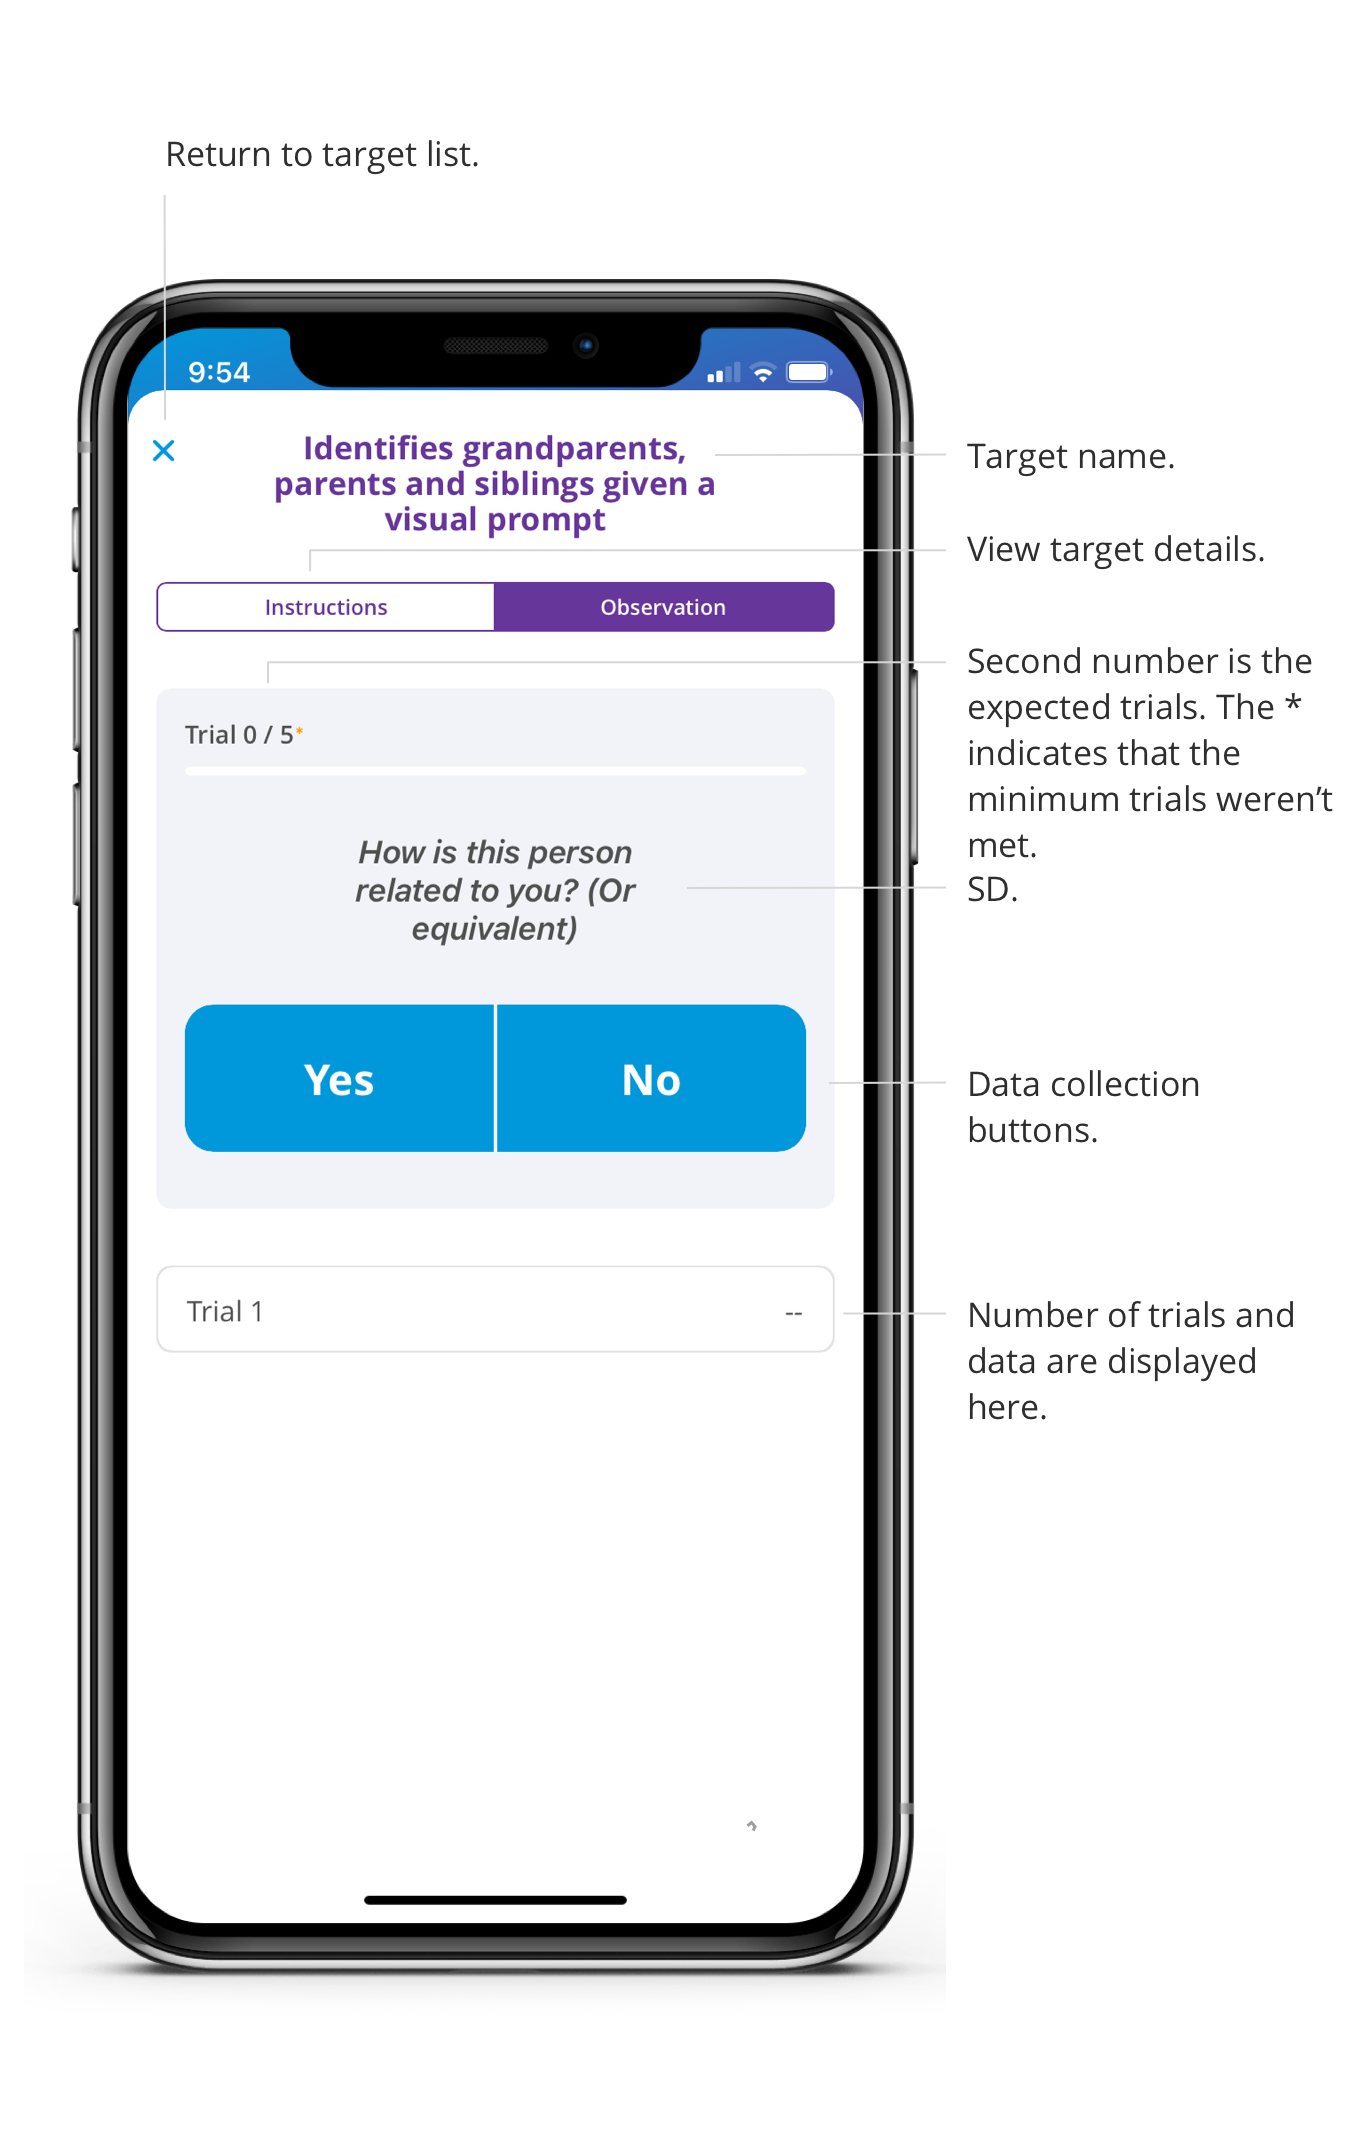 Return to target list.
9:54
Identifies grandparents,
parents and siblings given a
visual prompt
Target name.
View target details.
Instructions
Observation
Second number is the
expected trials. The *
indicates that the
minimum trials weren’t
met.
Trial 0 / 5*
How is this person
related to you? (Or
equivalent)
SD.
Yes
No
Data collection
buttons.
Trial 1
--
Number of trials and
data are displayed
here.